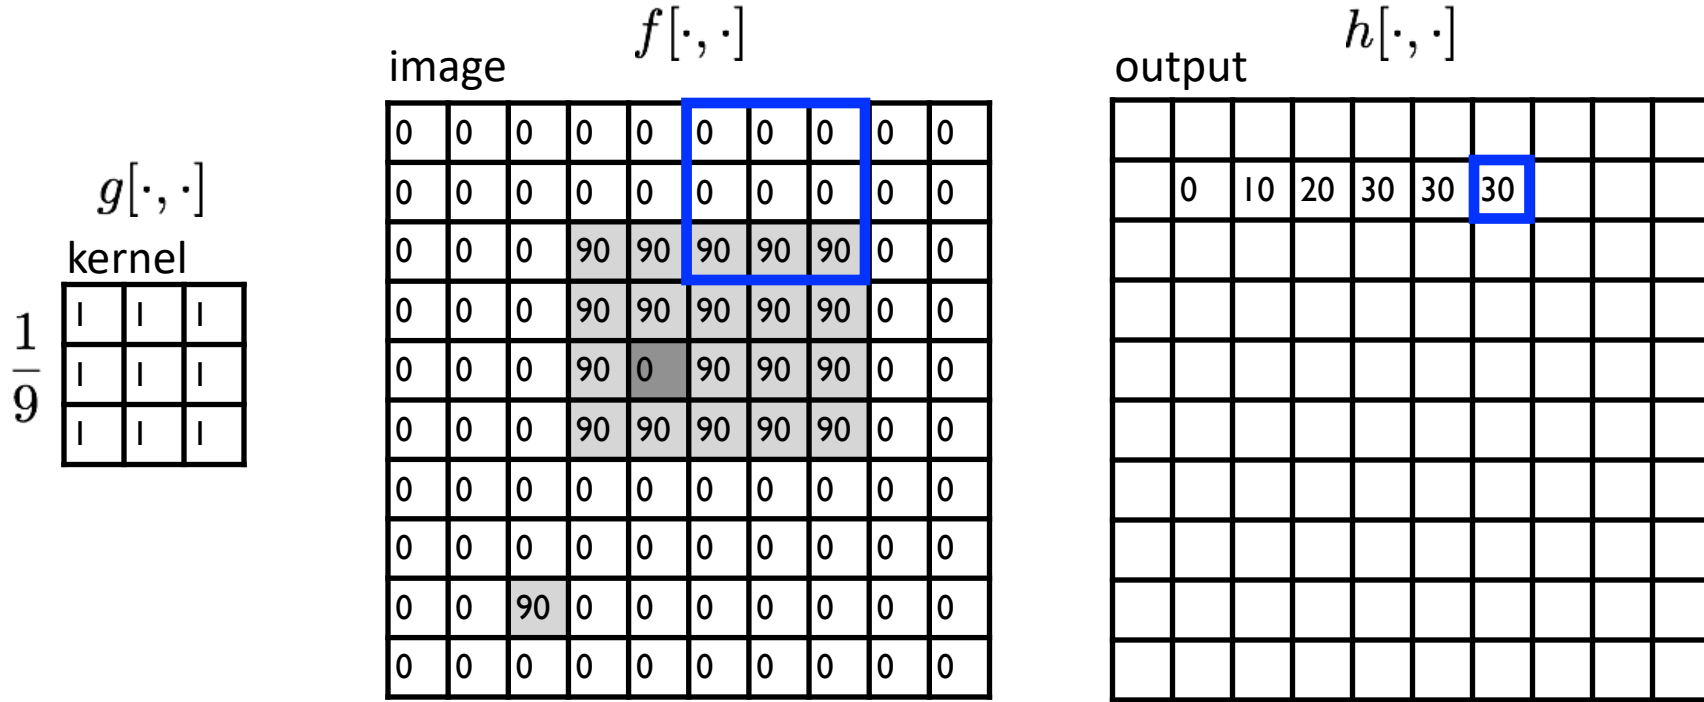 f[·, ·]
h[·, ·]
image
output
g[·, ·]
kernel
1/9
1 1 1
1 1 1
1 1 1
0 0 0 0 0 0 0 0 0 0
0 0 0 0 0 0 0 0 0 0
0 0 0 90 90 90 90 90 0 0
0 0 0 90 90 90 90 90 0 0
0 0 0 90 0 90 90 90 0 0
0 0 0 90 90 90 90 90 0 0
0 0 0 0 0 0 0 0 0 0
0 0 0 0 0 0 0 0 0 0
0 0 90 0 0 0 0 0 0 0
0 0 0 0 0 0 0 0 0 0
0 10 20 30 30 30